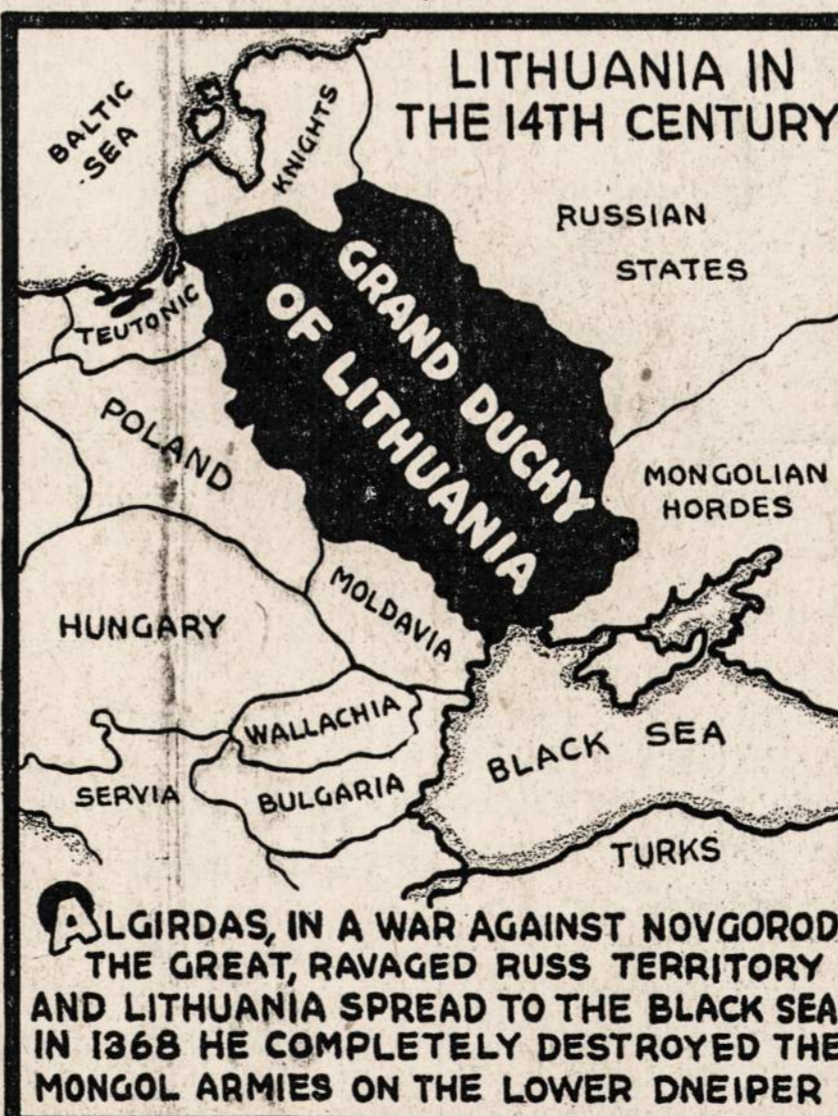 LITHUANIA IN
THE 14TH CENTURY
BALTIC
SEA
KNIGHTS
RUSSIAN
STATES
GRAND DUCHY
OF LITHUANIA
TEUTONIC
POLAND
MONGOLIAN
HORDES
MOLDAVIA
HUNGARY
WALLACHIA
BLACK SEA
SERVIA
BULGARIA
TURKS
ALGIRDAS, IN A WAR AGAINST NOVGOROD
THE GREAT, RAVAGED RUSS TERRITORY
AND LITHUANIA SPREAD TO THE BLACK SEA
IN 1368 HE COMPLETELY DESTROYED THE
MONGOL ARMIES ON THE LOWER DNEIPER